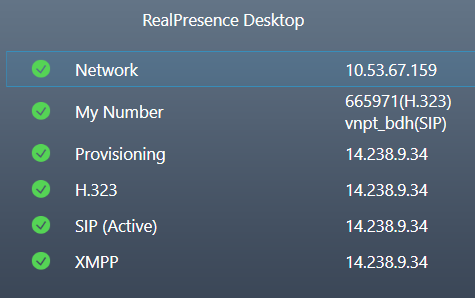 RealPresence Desktop
Network 10.53.67.159
My Number 665971(H.323)
vnpt_bdh(SIP)
Provisioning 14.238.9.34
H.323 14.238.9.34
SIP (Active) 14.238.9.34
XMPP 14.238.9.34